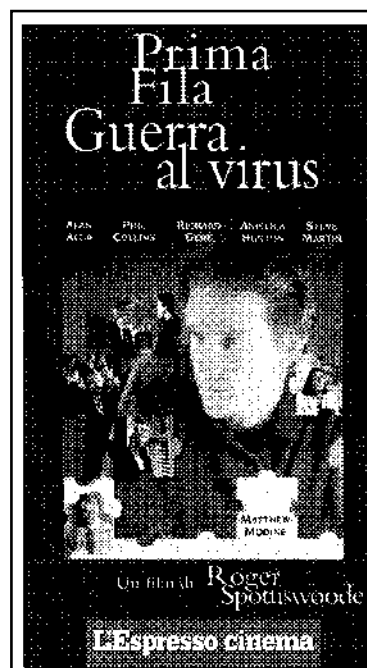 Prima
Fila
Guerra
al virus
ALAN PHIL RICHARD ANJELICA STEVE
ALDA COLLINS GERE HUSTON MARTIN
MATTHEW
MODINE
Un film di Roger
Spottiswoode
L'Espresso cinema